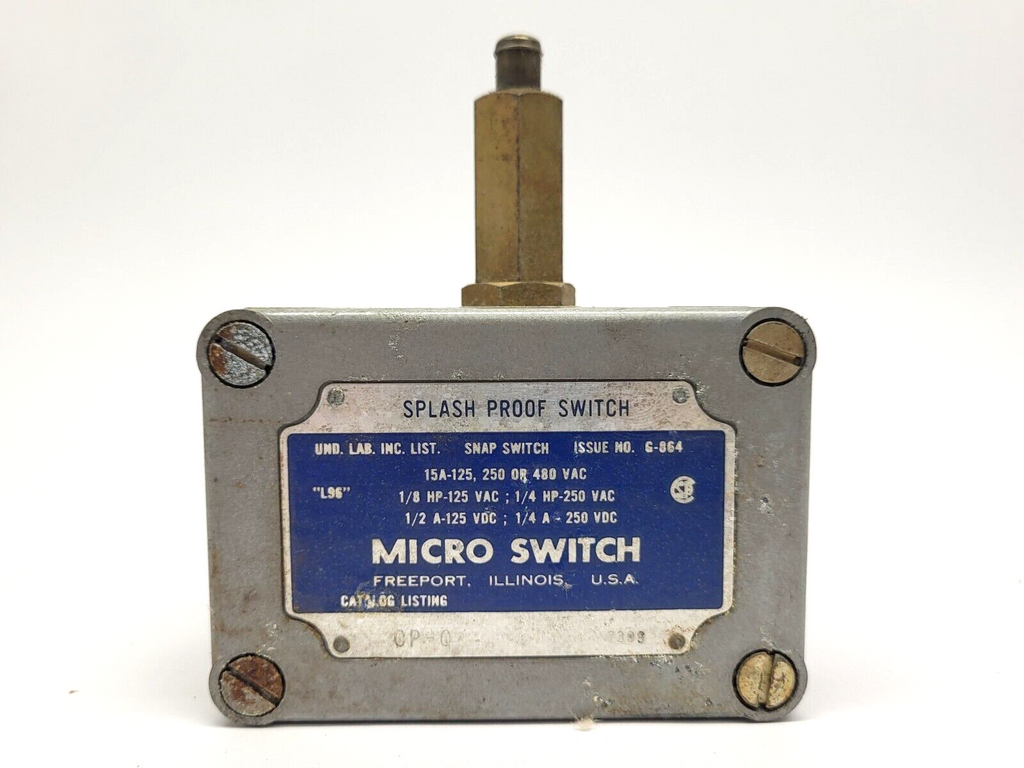 SPLASH PROOF SWITCH
UND. LAB. INC. LIST. SNAP SWITCH ISSUE NO. G-864
15A-125, 250 OR 480 VAC
"L96" 1/8 HP-125 VAC ; 1/4 HP-250 VAC
1/2 A-125 VDC ; 1/4 A - 250 VDC
MICRO SWITCH
FREEPORT, ILLINOIS, U.S.A.
CATALOG LISTING
OP-Q